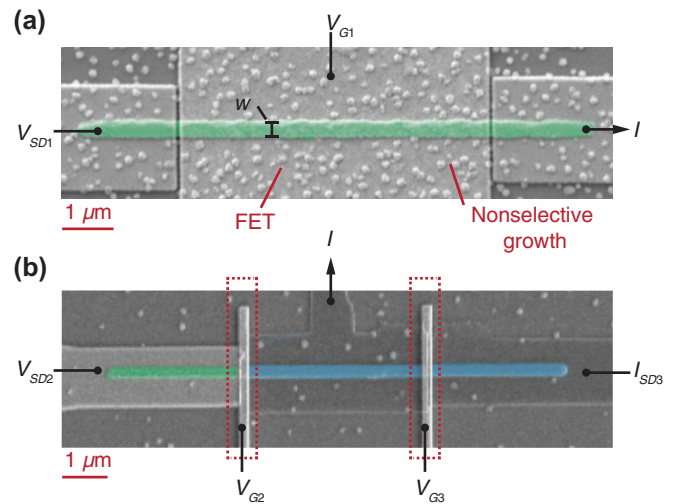 (a)
V_G1
w
V_SD1
I
FET
Nonselective
growth
1 µm
I
(b)
V_SD2
I_SD3
1 µm
V_G2
V_G3